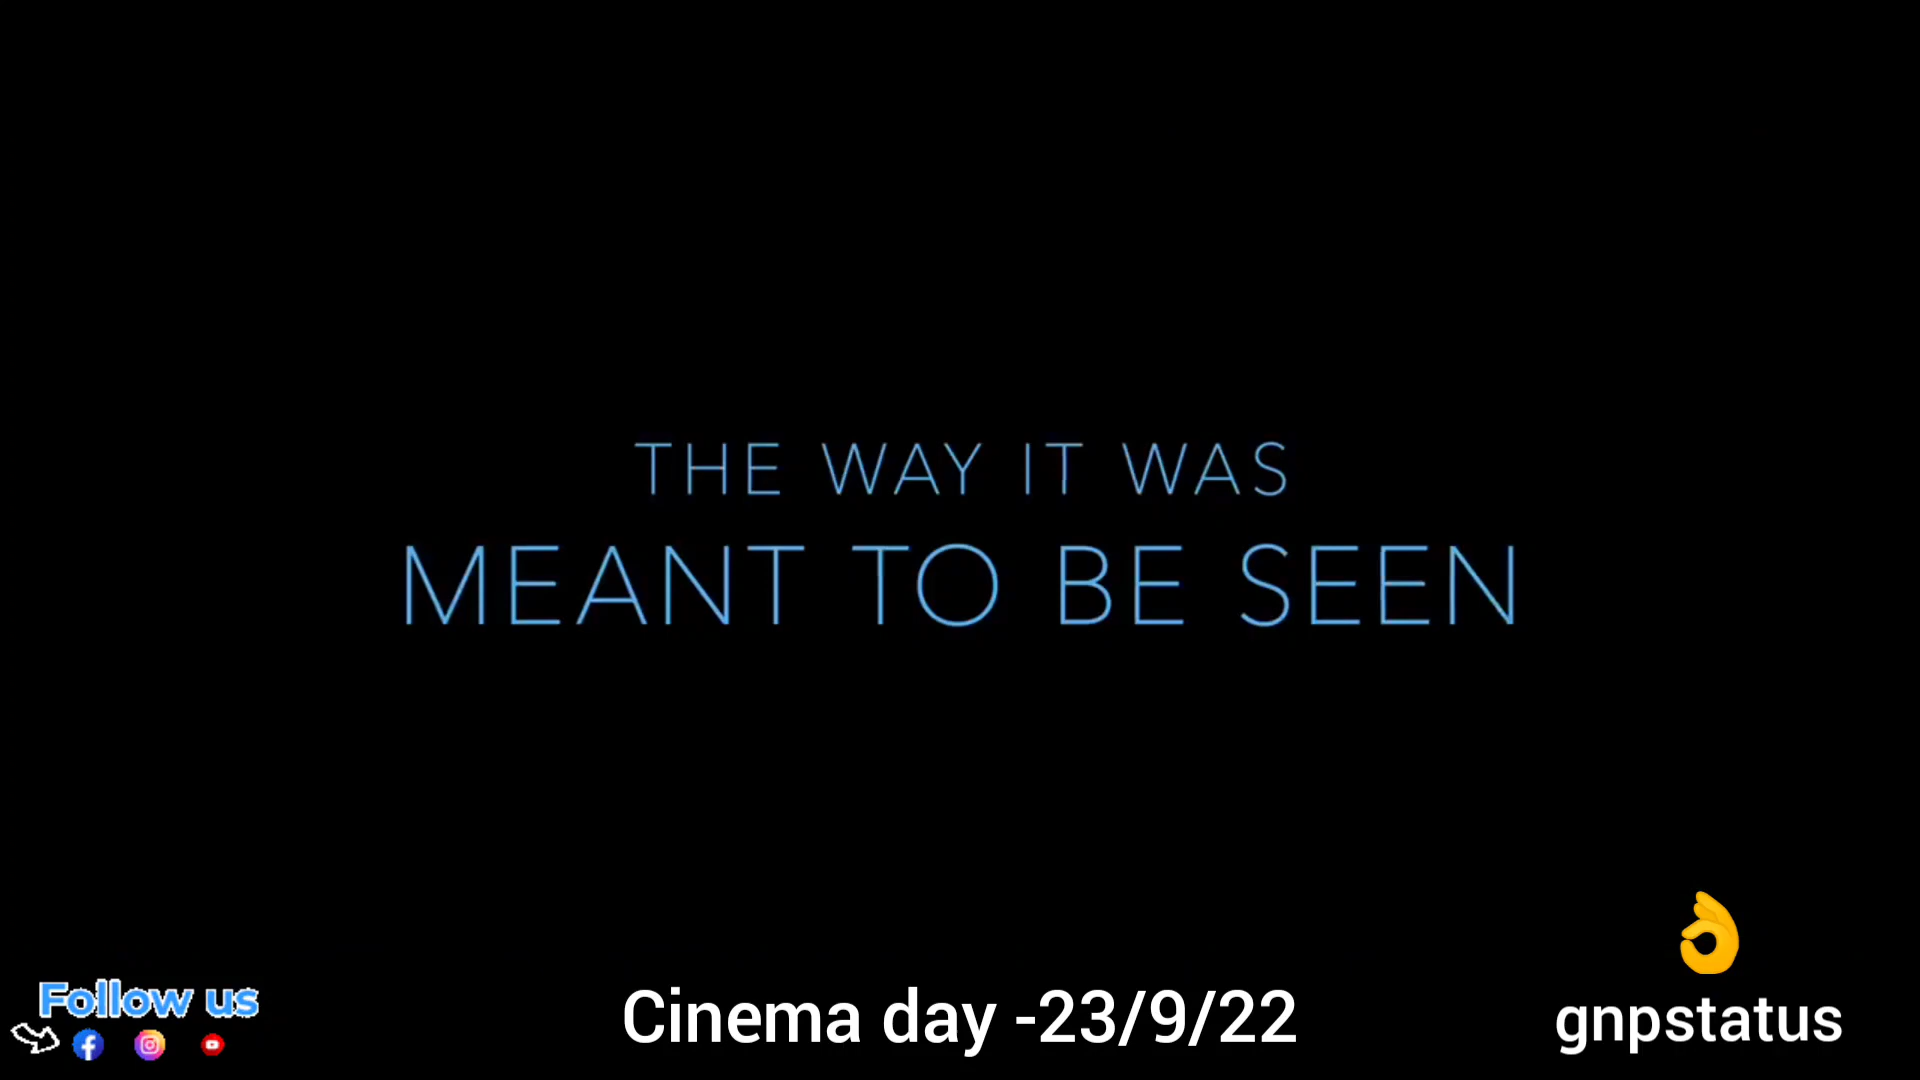 THE WAY IT WAS
MEANT TO BE SEEN
Follow us
Cinema day -23/9/22
gnpstatus